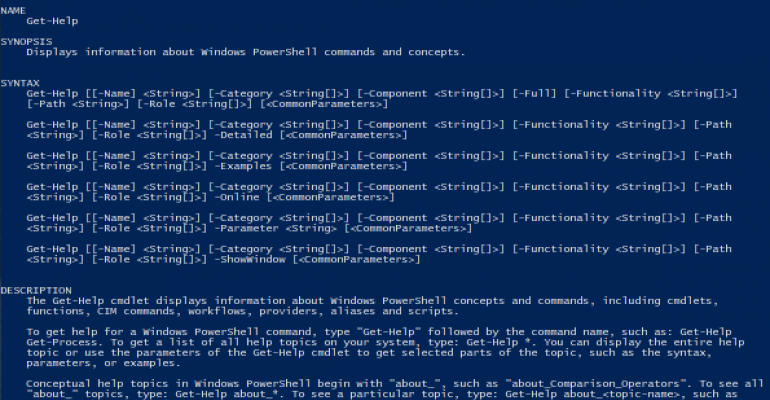 NAME
Get-Help
SYNOPSIS
Displays information about Windows PowerShell commands and concepts.
SYNTAX
Get-Help [[-Name] <String>] [-Category <String[]>] [-Component <String[]>] [-Full] [-Functionality <String[]>]
[-Path <String>] [-Role <String[]>] [<CommonParameters>]
Get-Help [[-Name] <String>] [-Category <String[]>] [-Component <String[]>] [-Functionality <String[]>] [-Path
<String>] [-Role <String[]>] -Detailed [<CommonParameters>]
Get-Help [[-Name] <String>] [-Category <String[]>] [-Component <String[]>] [-Functionality <String[]>] [-Path
<String>] [-Role <String[]>] -Examples [<CommonParameters>]
Get-Help [[-Name] <String>] [-Category <String[]>] [-Component <String[]>] [-Functionality <String[]>] [-Path
<String>] [-Role <String[]>] -Online [<CommonParameters>]
Get-Help [[-Name] <String>] [-Category <String[]>] [-Component <String[]>] [-Functionality <String[]>] [-Path
<String>] [-Role <String[]>] -Parameter <String> [<CommonParameters>]
Get-Help [[-Name] <String>] [-Category <String[]>] [-Component <String[]>] [-Functionality <String[]>] [-Path
<String>] [-Role <String[]>] -ShowWindow [<CommonParameters>]
DESCRIPTION
The Get-Help cmdlet displays information about Windows PowerShell concepts and commands, including cmdlets,
functions, CIM commands, workflows, providers, aliases and scripts.
To get help for a Windows PowerShell command, type "Get-Help" followed by the command name, such as: Get-Help
Get-Process. To get a list of all help topics on your system, type: Get-Help *. You can display the entire help
topic or use the parameters of the Get-Help cmdlet to get selected parts of the topic, such as the syntax,
parameters, or examples.
Conceptual help topics in Windows PowerShell begin with "about_", such as "about_Comparison_Operators". To see all
"about_" topics, type: Get-Help about_*. To see a particular topic, type: Get-Help about_<topic-name>, such as